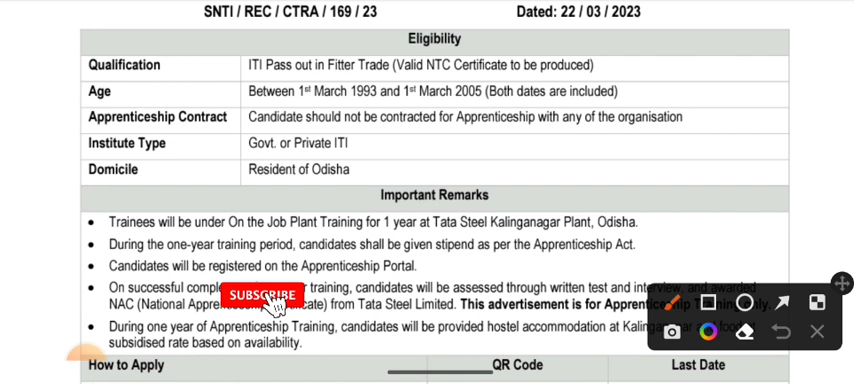 SNTI / REC / CTRA / 169 / 23 Dated: 22 / 03 / 2023
Eligibility
Qualification ITI Pass out in Fitter Trade (Valid NTC Certificate to be produced)
Age Between 1st March 1993 and 1st March 2005 (Both dates are included)
Apprenticeship Contract Candidate should not be contracted for Apprenticeship with any of the organisation
Institute Type Govt. or Private ITI
Domicile Resident of Odisha
Important Remarks
• Trainees will be under On the Job Plant Training for 1 year at Tata Steel Kalinganagar Plant, Odisha.
• During the one-year training period, candidates shall be given stipend as per the Apprenticeship Act.
• Candidates will be registered on the Apprenticeship Portal.
• On successful training, candidates will be assessed through written test and interview, and awarded
SUBSCRIBE
NAC (National from Tata Steel Limited. This advertisement is for Apprenticeship Training only.
• During one year of Apprenticeship Training, candidates will be provided hostel accommodation at
subsidised rate based on availability.
How to Apply QR Code Last Date